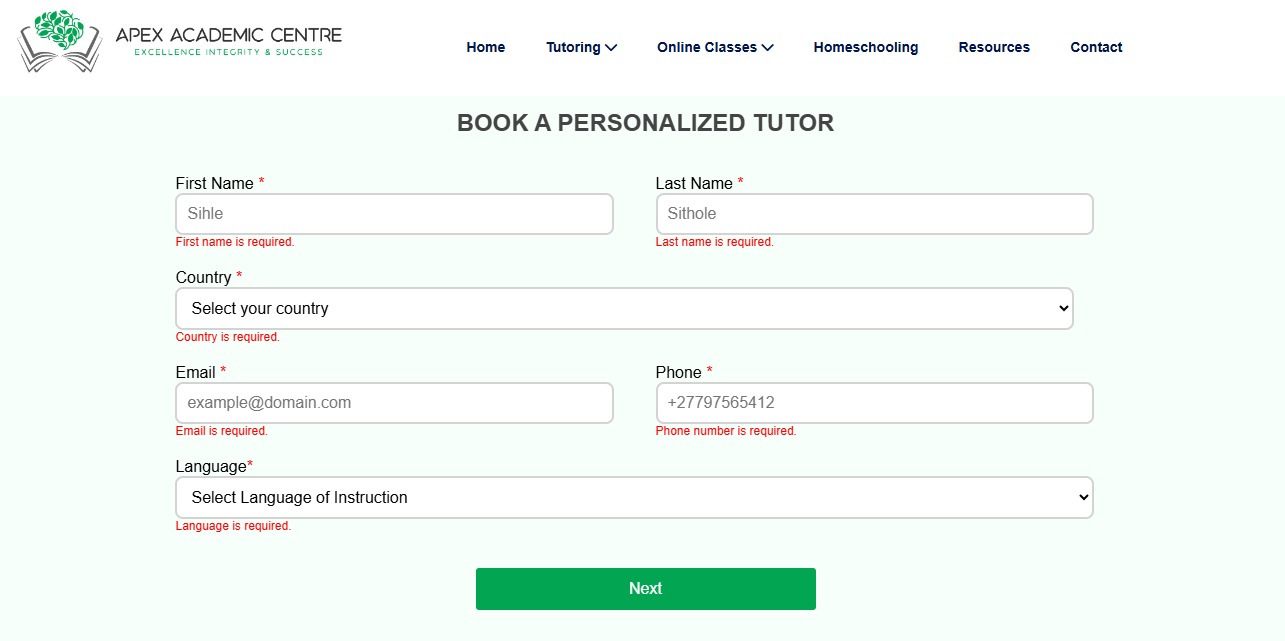 APEX ACADEMIC CENTRE
EXCELLENCE INTEGRITY & SUCCESS
Home Tutoring Online Classes Homeschooling Resources Contact
BOOK A PERSONALIZED TUTOR
First Name * Last Name *
Sihle Sithole
First name is required. Last name is required.
Country *
Select your country
Country is required.
Email * Phone *
example@domain.com +27797565412
Email is required. Phone number is required.
Language*
Select Language of Instruction
Language is required.
Next